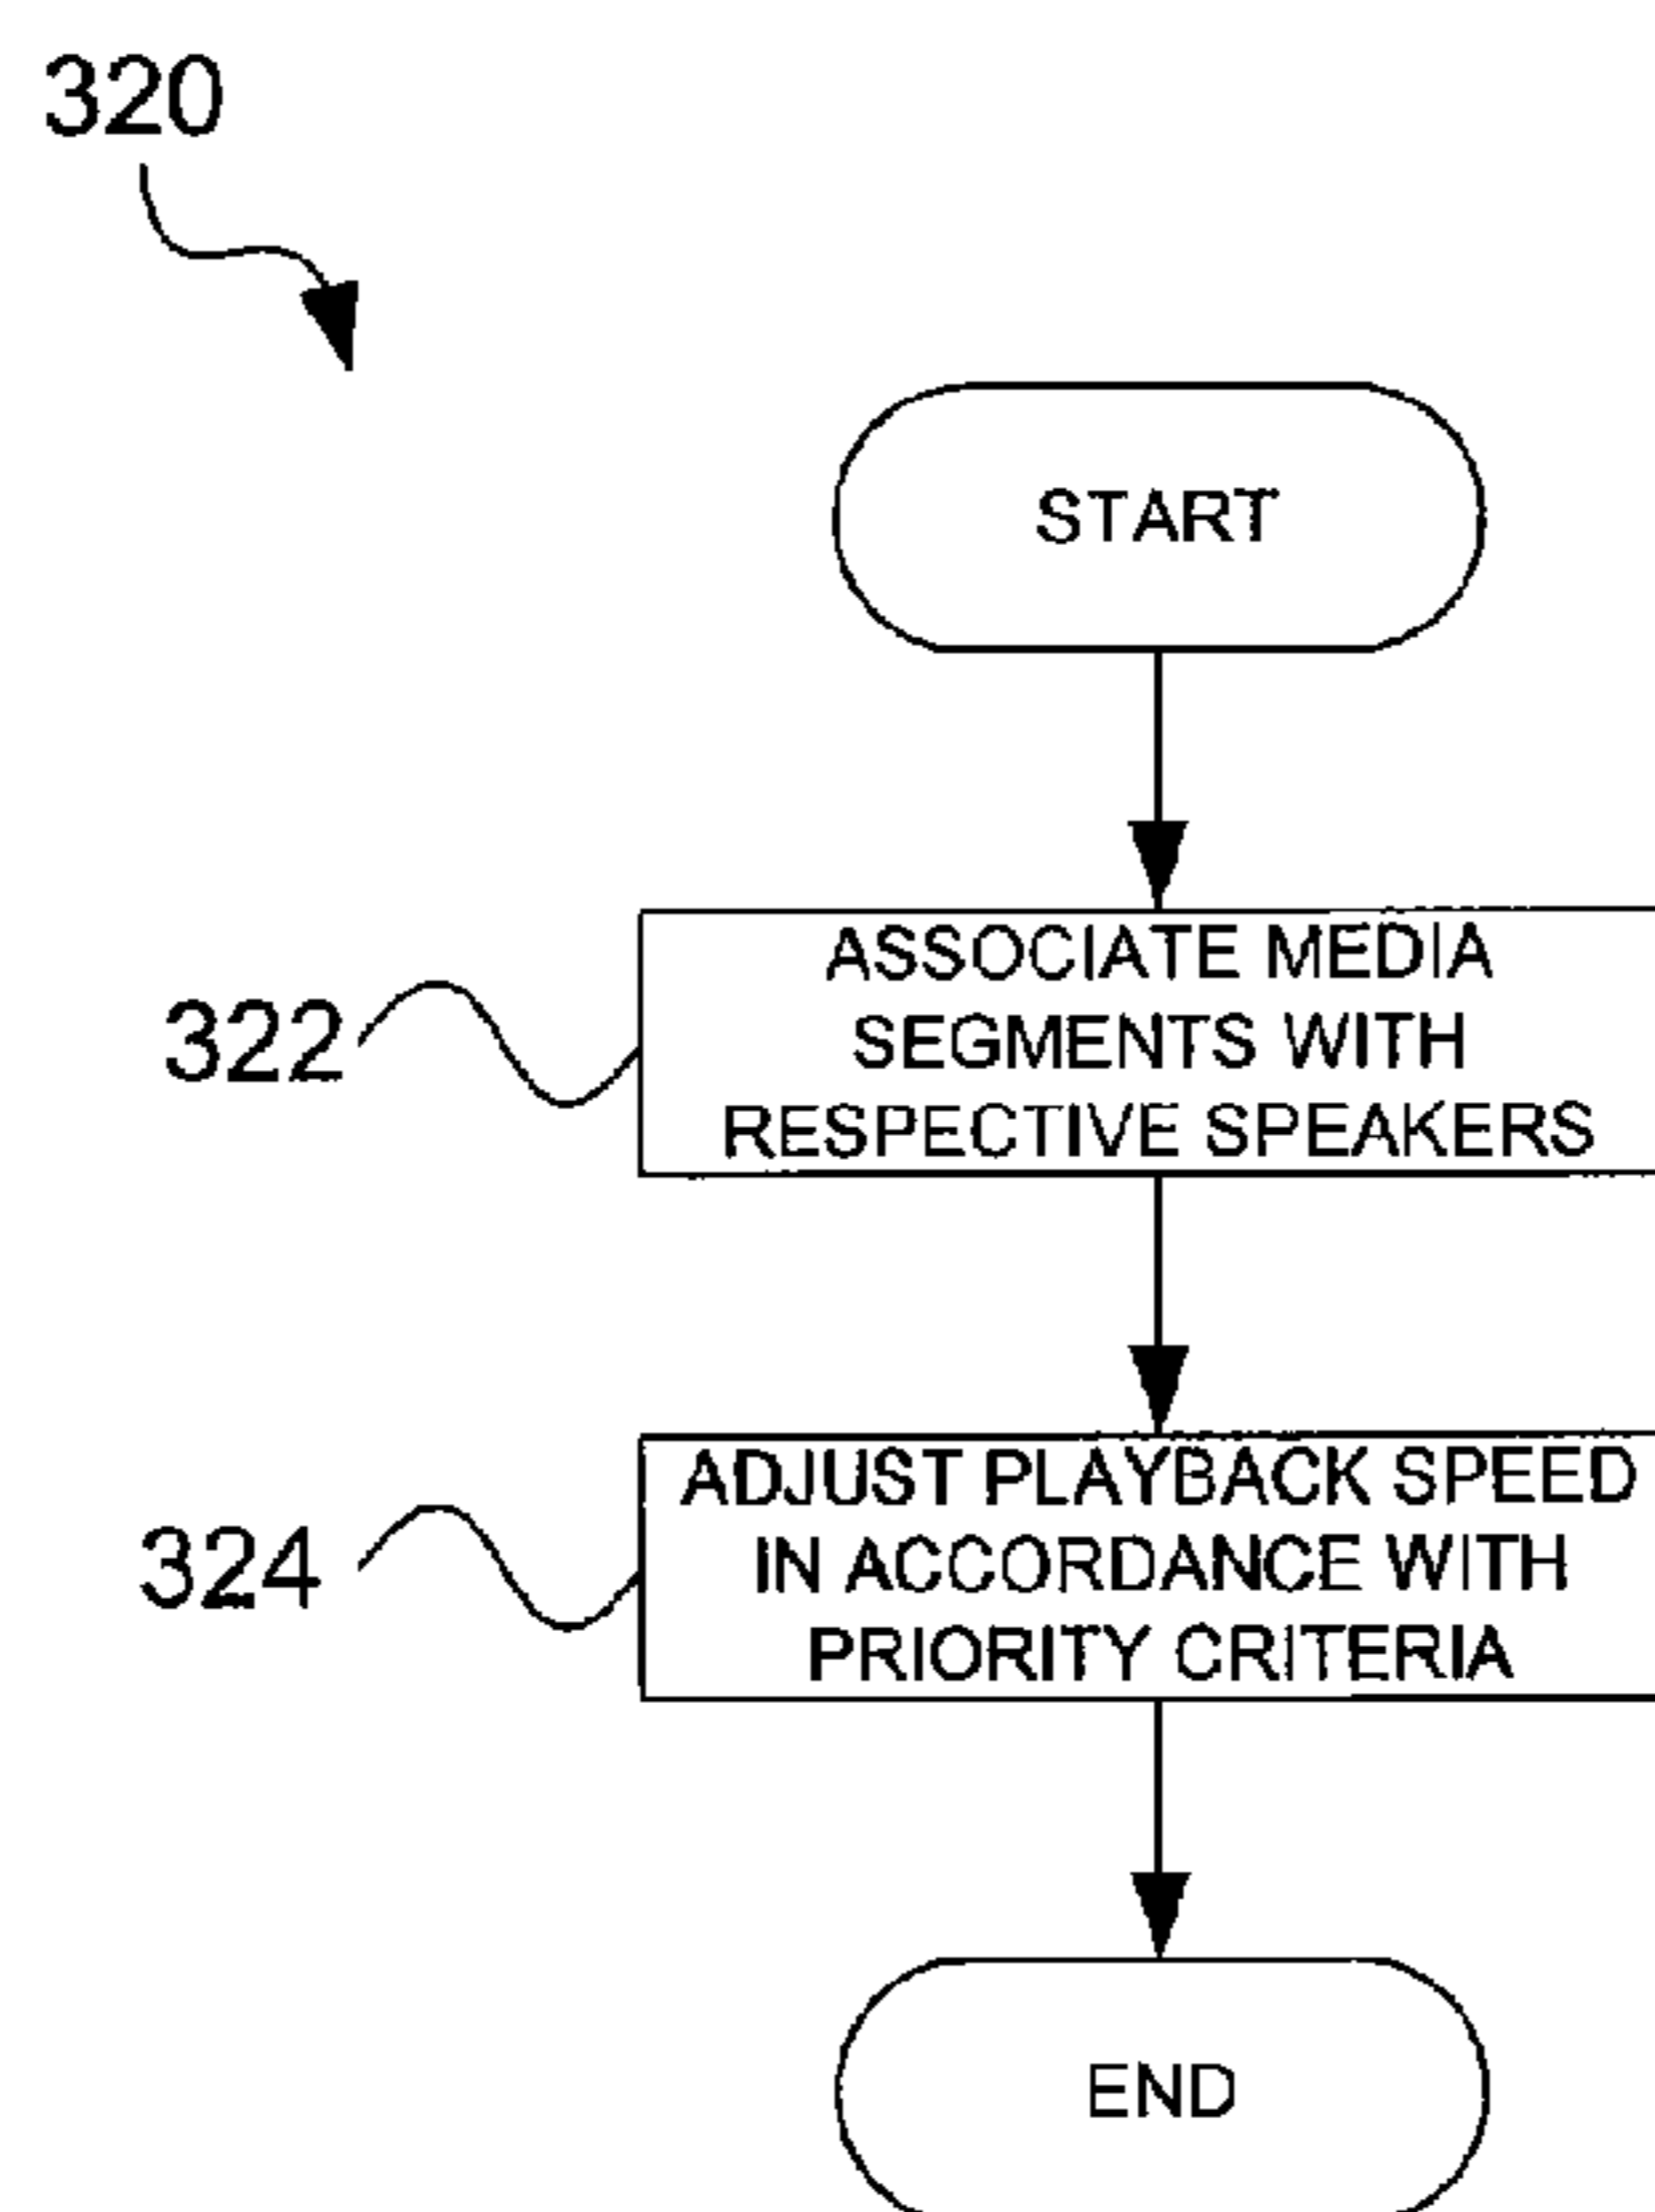 320
START
322
ASSOCIATE MEDIA
SEGMENTS WITH
RESPECTIVE SPEAKERS
324
ADJUST PLAYBACK SPEED
IN ACCORDANCE WITH
PRIORITY CRITERIA
END